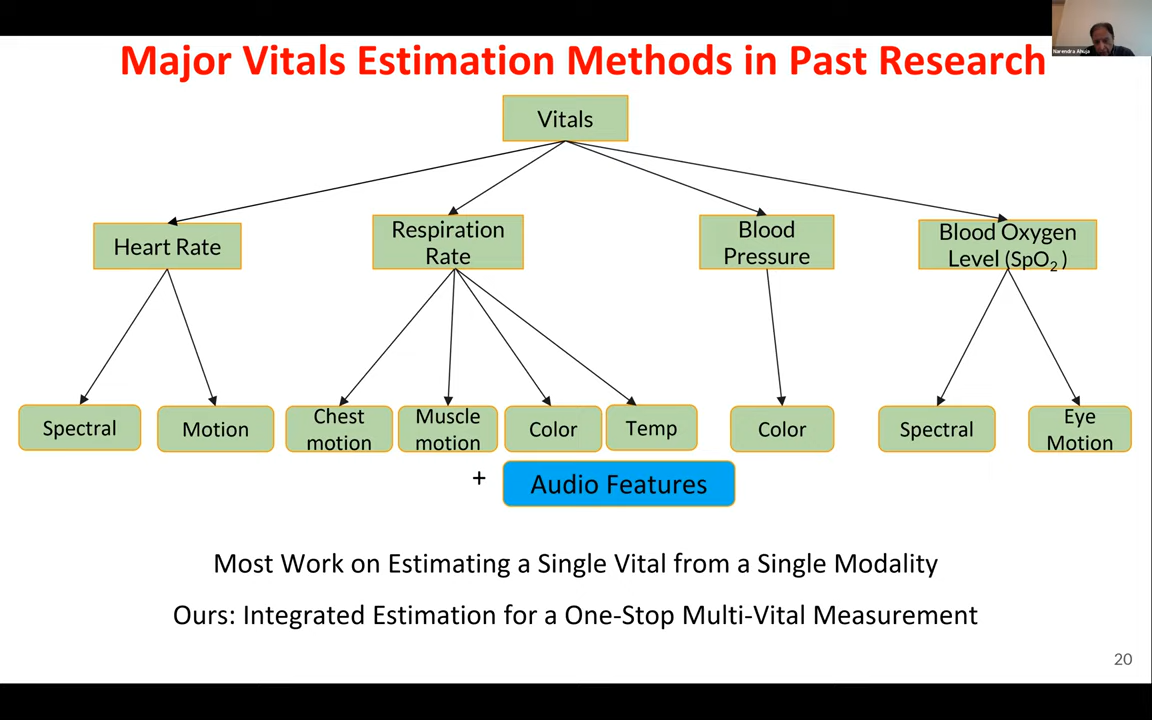 Major Vitals Estimation Methods in Past Research
Narendra Ahuja
Vitals
Heart Rate
Respiration
Rate
Blood
Pressure
Blood Oxygen
Level (SpO₂ )
Spectral
Motion
Chest
motion
Muscle
motion
Color
Temp
Color
Spectral
Eye
Motion
+
Audio Features
Most Work on Estimating a Single Vital from a Single Modality
Ours: Integrated Estimation for a One-Stop Multi-Vital Measurement
20